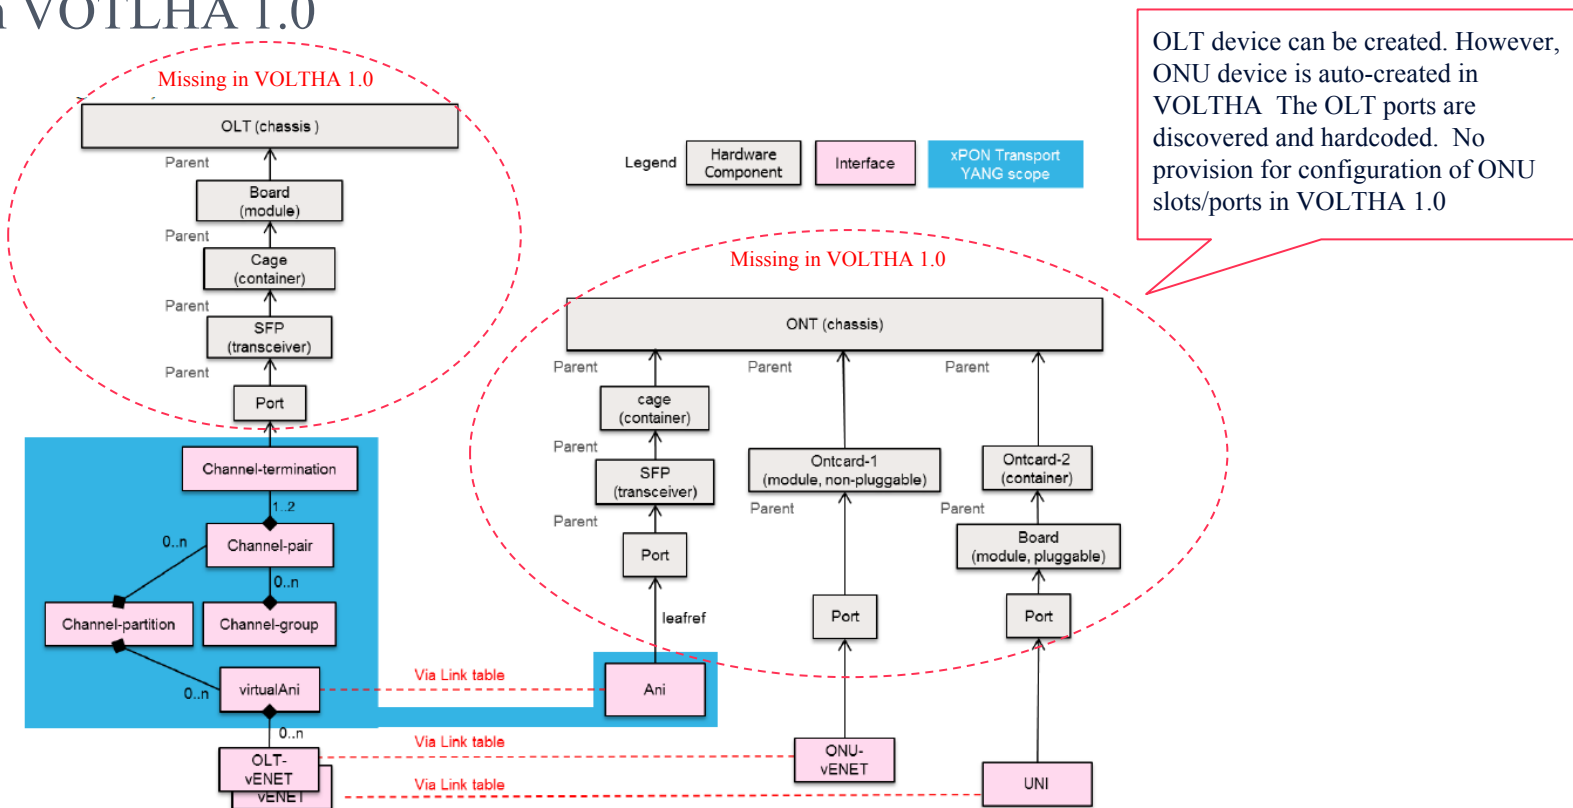 n VOTLHA 1.0
OLT device can be created. However,
ONU device is auto-created in
VOLTHA  The OLT ports are
discovered and hardcoded.  No
provision for configuration of ONU
slots/ports in VOLTHA 1.0
Missing in VOLTHA 1.0
OLT (chassis )
Parent
Board
(module)
Parent
Cage
(container)
Parent
SFP
(transceiver)
Parent
Port
Legend
Hardware
Component
Interface
xPON Transport
YANG scope
Missing in VOLTHA 1.0
ONT (chassis)
Parent
Parent
Parent
cage
(container)
Parent
SFP
(transceiver)
Parent
Port
leafref
Ontcard-1
(module, non-pluggable)
Parent
Port
Ontcard-2
(container)
Parent
Board
(module, pluggable)
Port
Channel-termination
1..2
Channel-pair
0..n
0..n
Channel-partition
Channel-group
0..n
virtualAni
Via Link table
Ani
0..n
OLT-
vENET
Via Link table
ONU-
vENET
vENET
Via Link table
UNI